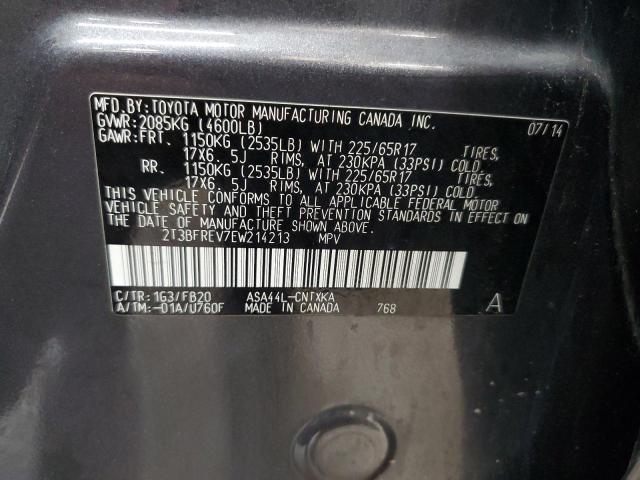 MFD.BY:TOYOTA MOTOR MANUFACTURING CANADA INC. 07/14
GVWR:2085KG (4600LB)
GAWR:FRT. 1150KG (2535LB) WITH 225/65R17 TIRES,
17X6. 5J RIMS, AT 230KPA (33PSI) COLD
RR. 1150KG (2535LB) WITH 225/65R17 TIRES,
17X6. 5J RIMS, AT 230KPA (33PSI) COLD
THIS VEHICLE CONFORMS TO ALL APPLICABLE FEDERAL MOTOR
VEHICLE SAFETY AND THEFT PREVENTION STANDARDS IN EFFECT ON
THE DATE OF MANUFACTURE SHOWN ABOVE.
2T3BFREV7EW214213 MPV
C/TR: 1G3/FB20 ASA44L-CNTXKA A
A/TM:-01A/U760F MADE IN CANADA 768